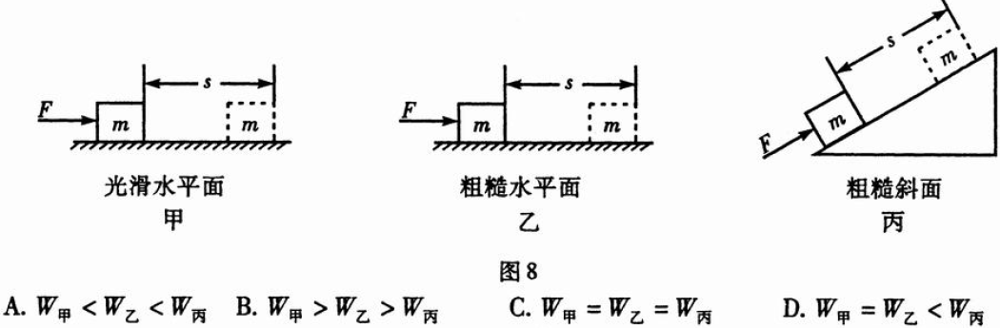 s
s
s
F
m
m
F
m
m
F
m
m
光滑水平面
粗糙水平面
粗糙斜面
甲
乙
丙
图8
A. W甲 < W乙 < W丙 B. W甲 > W乙 > W丙 C. W甲 = W乙 = W丙 D. W甲 = W乙 < W丙